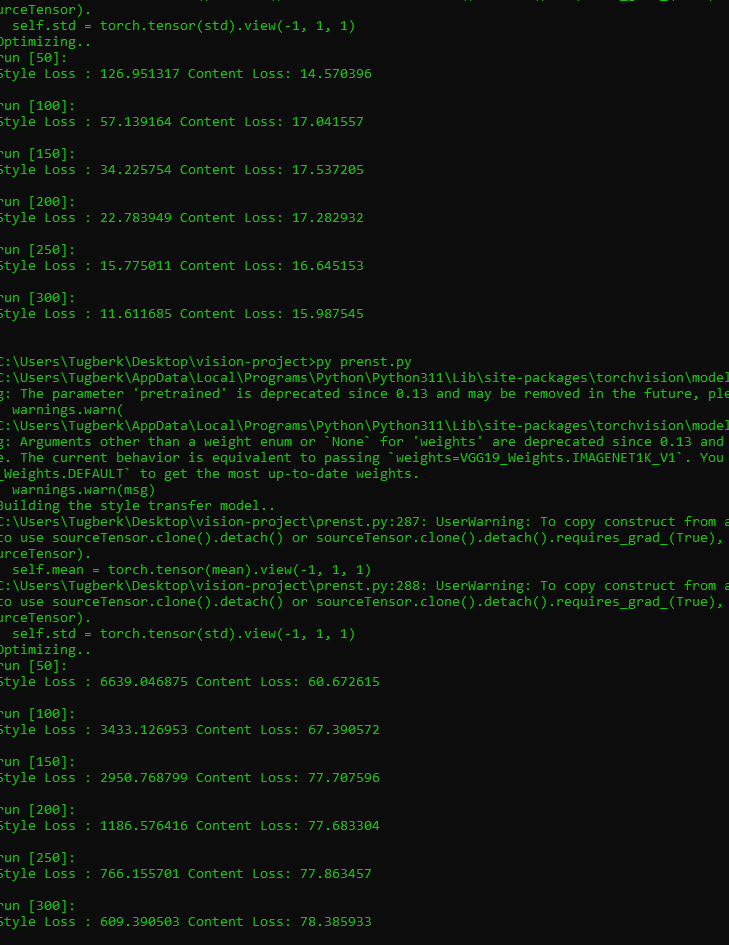 urceTensor).
self.std = torch.tensor(std).view(-1, 1, 1)
Optimizing..
run [50]:
Style Loss : 126.951317 Content Loss: 14.570396
run [100]:
Style Loss : 57.139164 Content Loss: 17.041557
run [150]:
Style Loss : 34.225754 Content Loss: 17.537205
run [200]:
Style Loss : 22.783949 Content Loss: 17.282932
run [250]:
Style Loss : 15.775011 Content Loss: 16.645153
run [300]:
Style Loss : 11.611685 Content Loss: 15.987545
C:\Users\Tugberk\Desktop\vision-project>py prenst.py
C:\Users\Tugberk\AppData\Local\Programs\Python\Python311\Lib\site-packages\torchvision\model
g: The parameter 'pretrained' is deprecated since 0.13 and may be removed in the future, ple
warnings.warn(
C:\Users\Tugberk\AppData\Local\Programs\Python\Python311\Lib\site-packages\torchvision\model
g: Arguments other than a weight enum or `None` for 'weights' are deprecated since 0.13 and
e. The current behavior is equivalent to passing `weights=VGG19_Weights.IMAGENET1K_V1`. You
_Weights.DEFAULT` to get the most up-to-date weights.
warnings.warn(msg)
Building the style transfer model..
C:\Users\Tugberk\Desktop\vision-project\prenst.py:287: UserWarning: To copy construct from a
to use sourceTensor.clone().detach() or sourceTensor.clone().detach().requires_grad_(True),
urceTensor).
self.mean = torch.tensor(mean).view(-1, 1, 1)
C:\Users\Tugberk\Desktop\vision-project\prenst.py:288: UserWarning: To copy construct from a
to use sourceTensor.clone().detach() or sourceTensor.clone().detach().requires_grad_(True),
urceTensor).
self.std = torch.tensor(std).view(-1, 1, 1)
Optimizing..
run [50]:
Style Loss : 6639.046875 Content Loss: 60.672615
run [100]:
Style Loss : 3433.126953 Content Loss: 67.390572
run [150]:
Style Loss : 2950.768799 Content Loss: 77.707596
run [200]:
Style Loss : 1186.576416 Content Loss: 77.683304
run [250]:
Style Loss : 766.155701 Content Loss: 77.863457
run [300]:
Style Loss : 609.390503 Content Loss: 78.385933